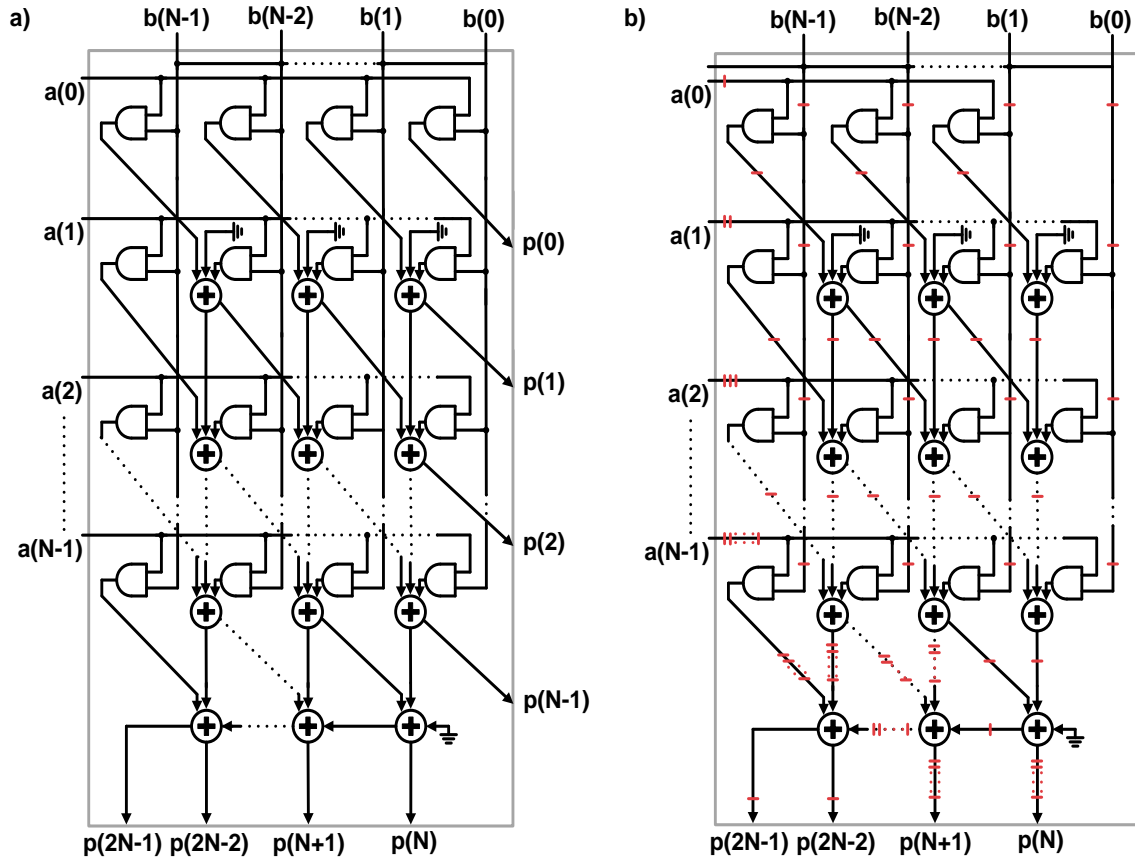 a)
b(N-1) b(N-2) b(1) b(0)
a(0)
a(1)
p(0)
a(2)
p(1)
a(N-1)
p(2)
p(N-1)
p(2N-1) p(2N-2) p(N+1) p(N)
b)
b(N-1) b(N-2) b(1) b(0)
a(0)
a(1)
a(2)
a(N-1)
p(2N-1) p(2N-2) p(N+1) p(N)